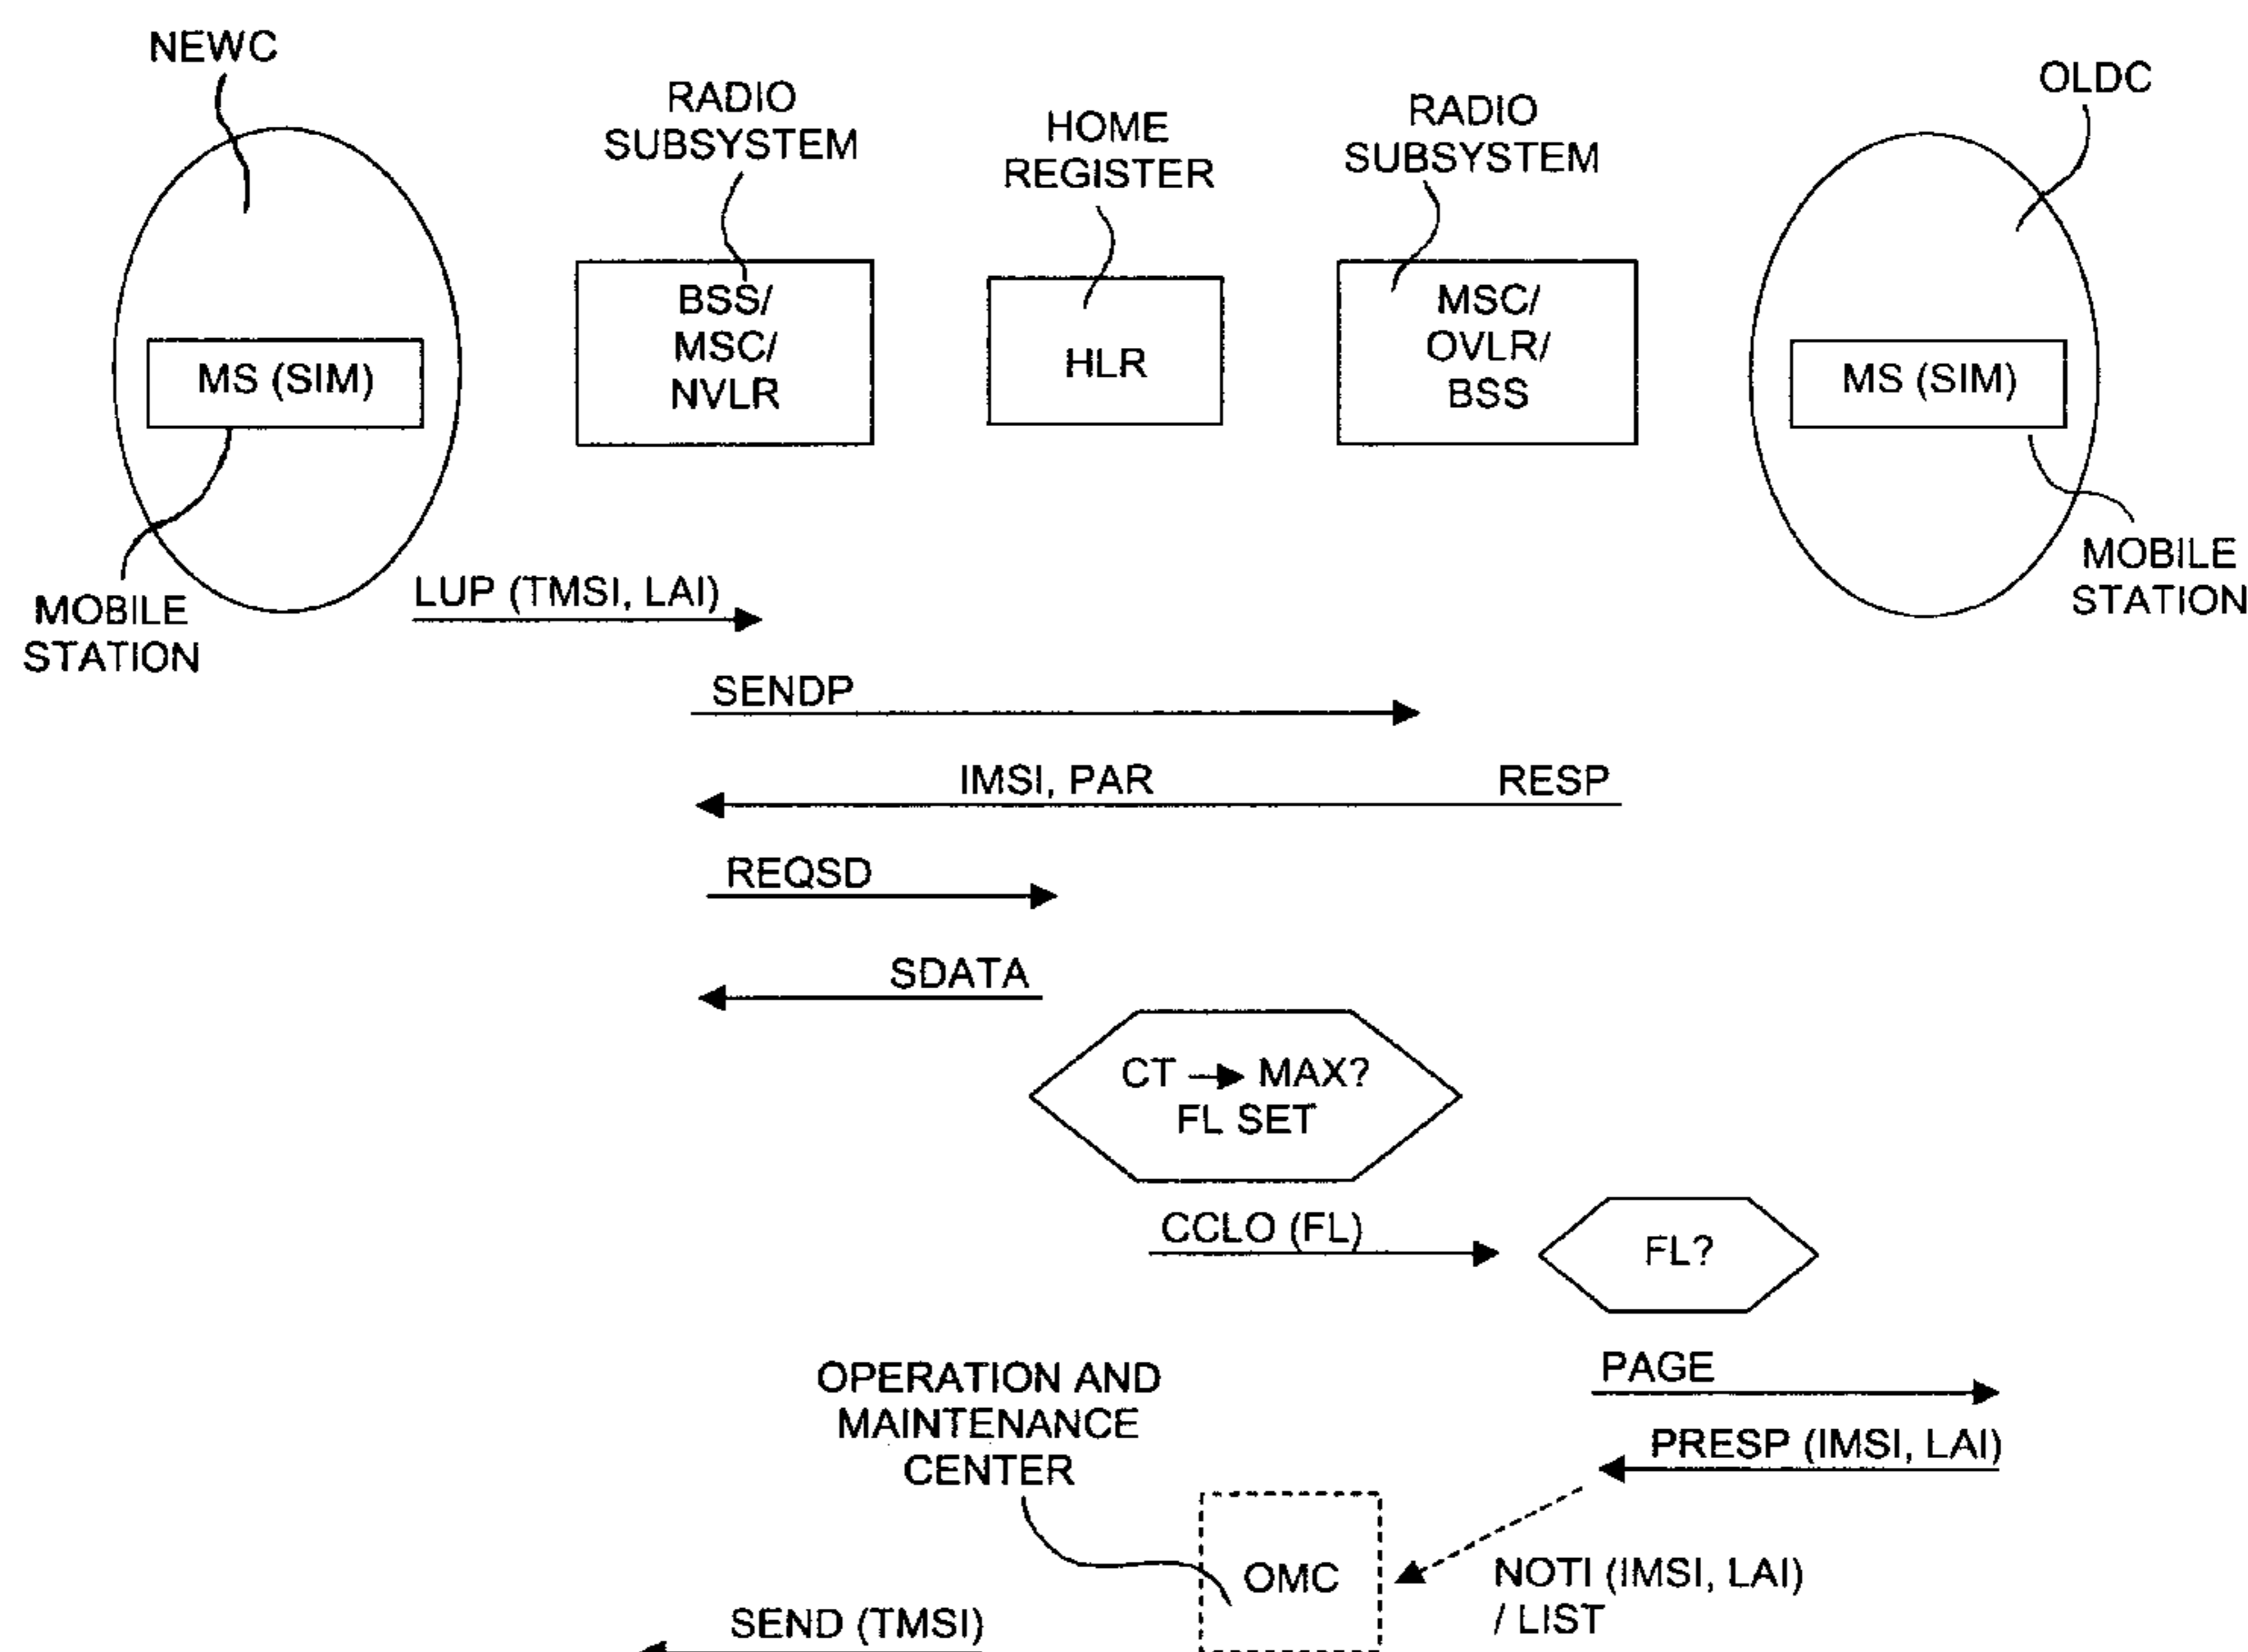 NEWC
OLDC
RADIO
SUBSYSTEM
HOME
REGISTER
RADIO
SUBSYSTEM
BSS/
MSC/
NVLR
HLR
MSC/
OVLR/
BSS
MS (SIM)
MS (SIM)
MOBILE
STATION
MOBILE
STATION
LUP (TMSI, LAI)
SENDP
IMSI, PAR RESP
REQSD
SDATA
CT → MAX?
FL SET
CCLO (FL)
FL?
PAGE
PRESP (IMSI, LAI)
OPERATION AND
MAINTENANCE
CENTER
OMC
NOTI (IMSI, LAI)
/ LIST
SEND (TMSI)